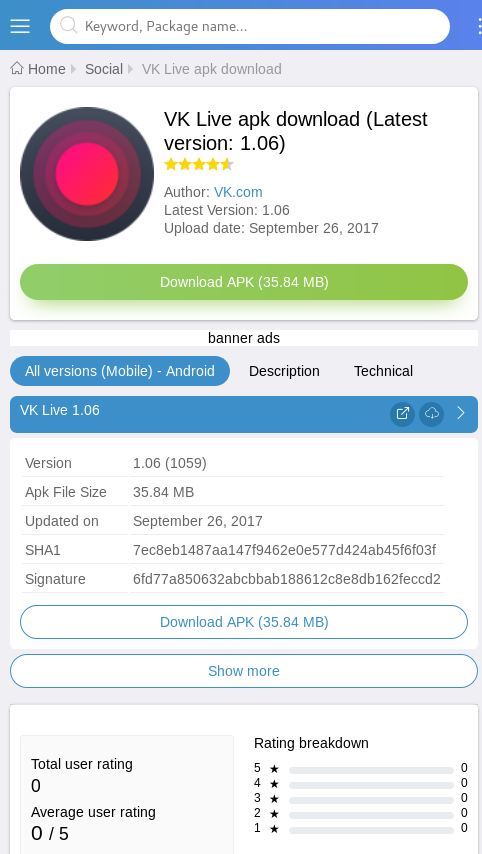 Keyword, Package name...
Home Social VK Live apk download
VK Live apk download (Latest
version: 1.06)
Author: VK.com
Latest Version: 1.06
Upload date: September 26, 2017
Download APK (35.84 MB)
banner ads
All versions (Mobile) - Android Description Technical
VK Live 1.06
Version 1.06 (1059)
Apk File Size 35.84 MB
Updated on September 26, 2017
SHA1 7ec8eb1487aa147f9462e0e577d424ab45f6f03f
Signature 6fd77a850632abcbbab188612c8e8db162feccd2
Download APK (35.84 MB)
Show more
Rating breakdown
Total user rating
0
Average user rating
0 / 5
5 ★ 0
4 ★ 0
3 ★ 0
2 ★ 0
1 ★ 0